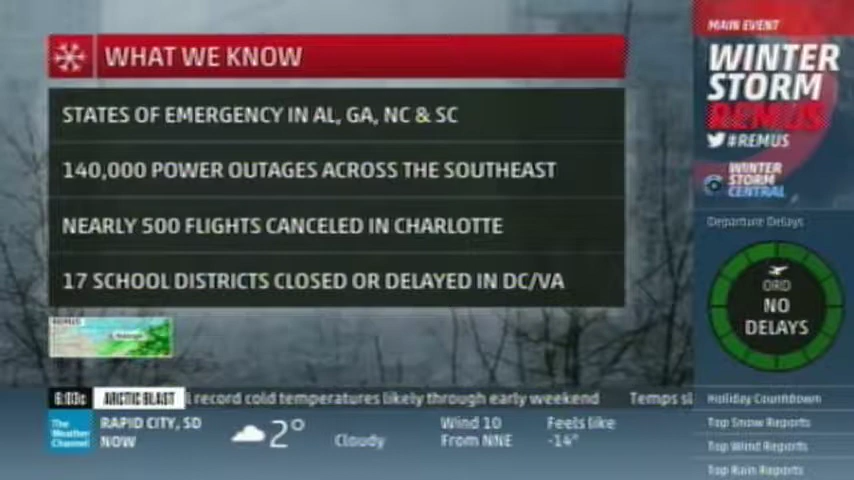 WHAT WE KNOW
STATES OF EMERGENCY IN AL, GA, NC & SC
140,000 POWER OUTAGES ACROSS THE SOUTHEAST
NEARLY 500 FLIGHTS CANCELED IN CHARLOTTE
17 SCHOOL DISTRICTS CLOSED OR DELAYED IN DC/VA
MAIN EVENT
WINTER
STORM
REMUS
#REMUS
WINTER
STORM
CENTRAL
Departure Delays
ORD
NO
DELAYS
Holiday Countdown
Top Snow Reports
Top Wind Reports
Top Rain Reports
REMUS
ARCTIC BLAST record cold temperatures likely through early weekend Temps
The
Weather
Channel
RAPID CITY, SD
NOW
2°
Cloudy
Wind 10
From NNE
Feels like
-14°